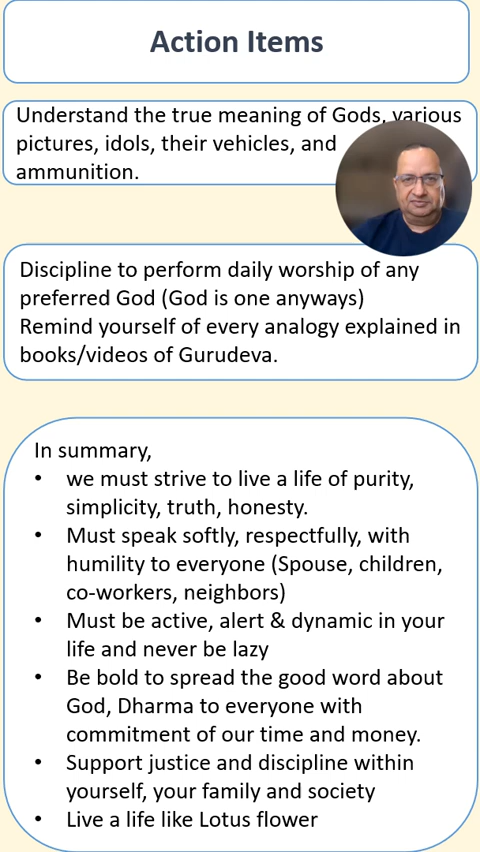 Action Items
Understand the true meaning of Gods, various
pictures, idols, their vehicles, and
ammunition.
Discipline to perform daily worship of any
preferred God (God is one anyways)
Remind yourself of every analogy explained in
books/videos of Gurudeva.
In summary,
• we must strive to live a life of purity,
simplicity, truth, honesty.
• Must speak softly, respectfully, with
humility to everyone (Spouse, children,
co-workers, neighbors)
• Must be active, alert & dynamic in your
life and never be lazy
• Be bold to spread the good word about
God, Dharma to everyone with
commitment of our time and money.
• Support justice and discipline within
yourself, your family and society
• Live a life like Lotus flower